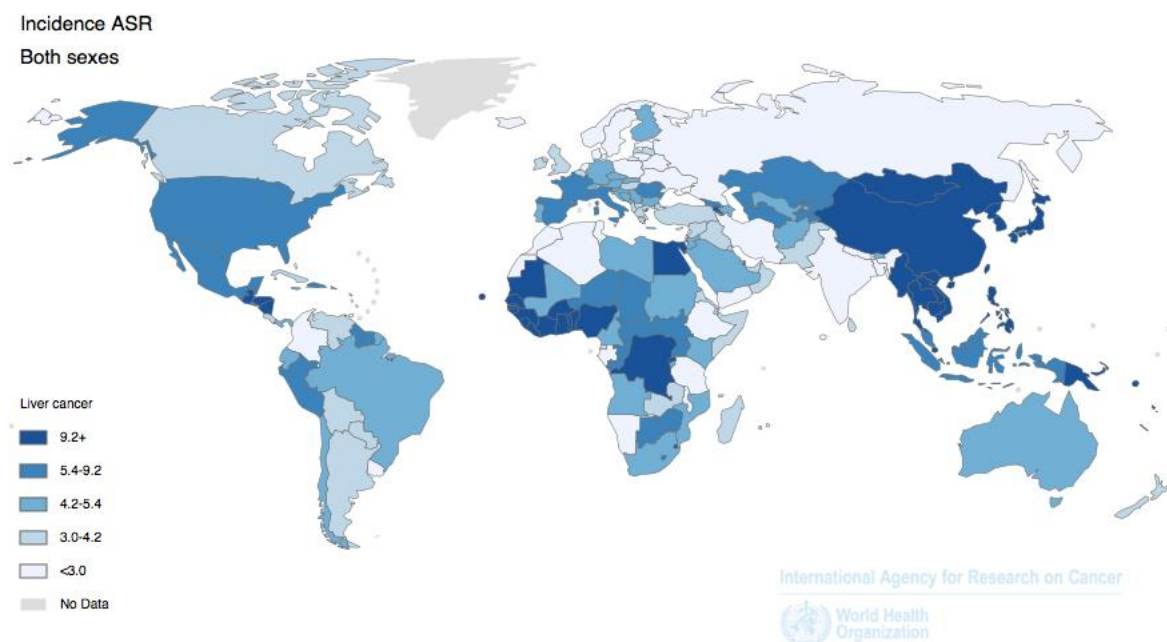 Incidence ASR
Both sexes
Liver cancer
9.2+
5.4-9.2
4.2-5.4
3.0-4.2
<3.0
No Data
International Agency for Research on Cancer
World Health
Organization